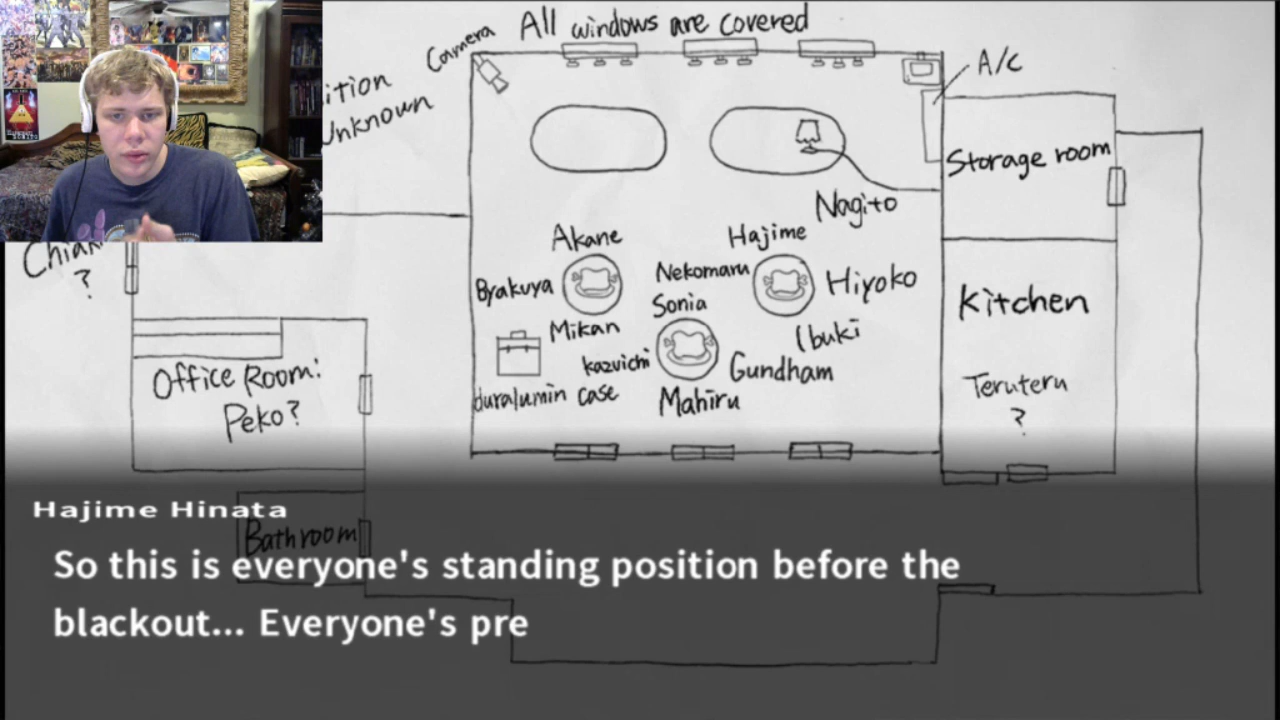 All windows are covered
Camera
A/C
ition
Unknown
Storage room
Nagito
Akane
Hajime
?
Byakuya
Nekomaru
Hiyoko
Sonia
Kitchen
Mikan
Ibuki
kazuichi
Gundham
duralumin case
Mahiru
Teruteru
?
Office Room:
Peko?
Hajime Hinata
Bathroom
So this is everyone's standing position before the
blackout... Everyone's pre